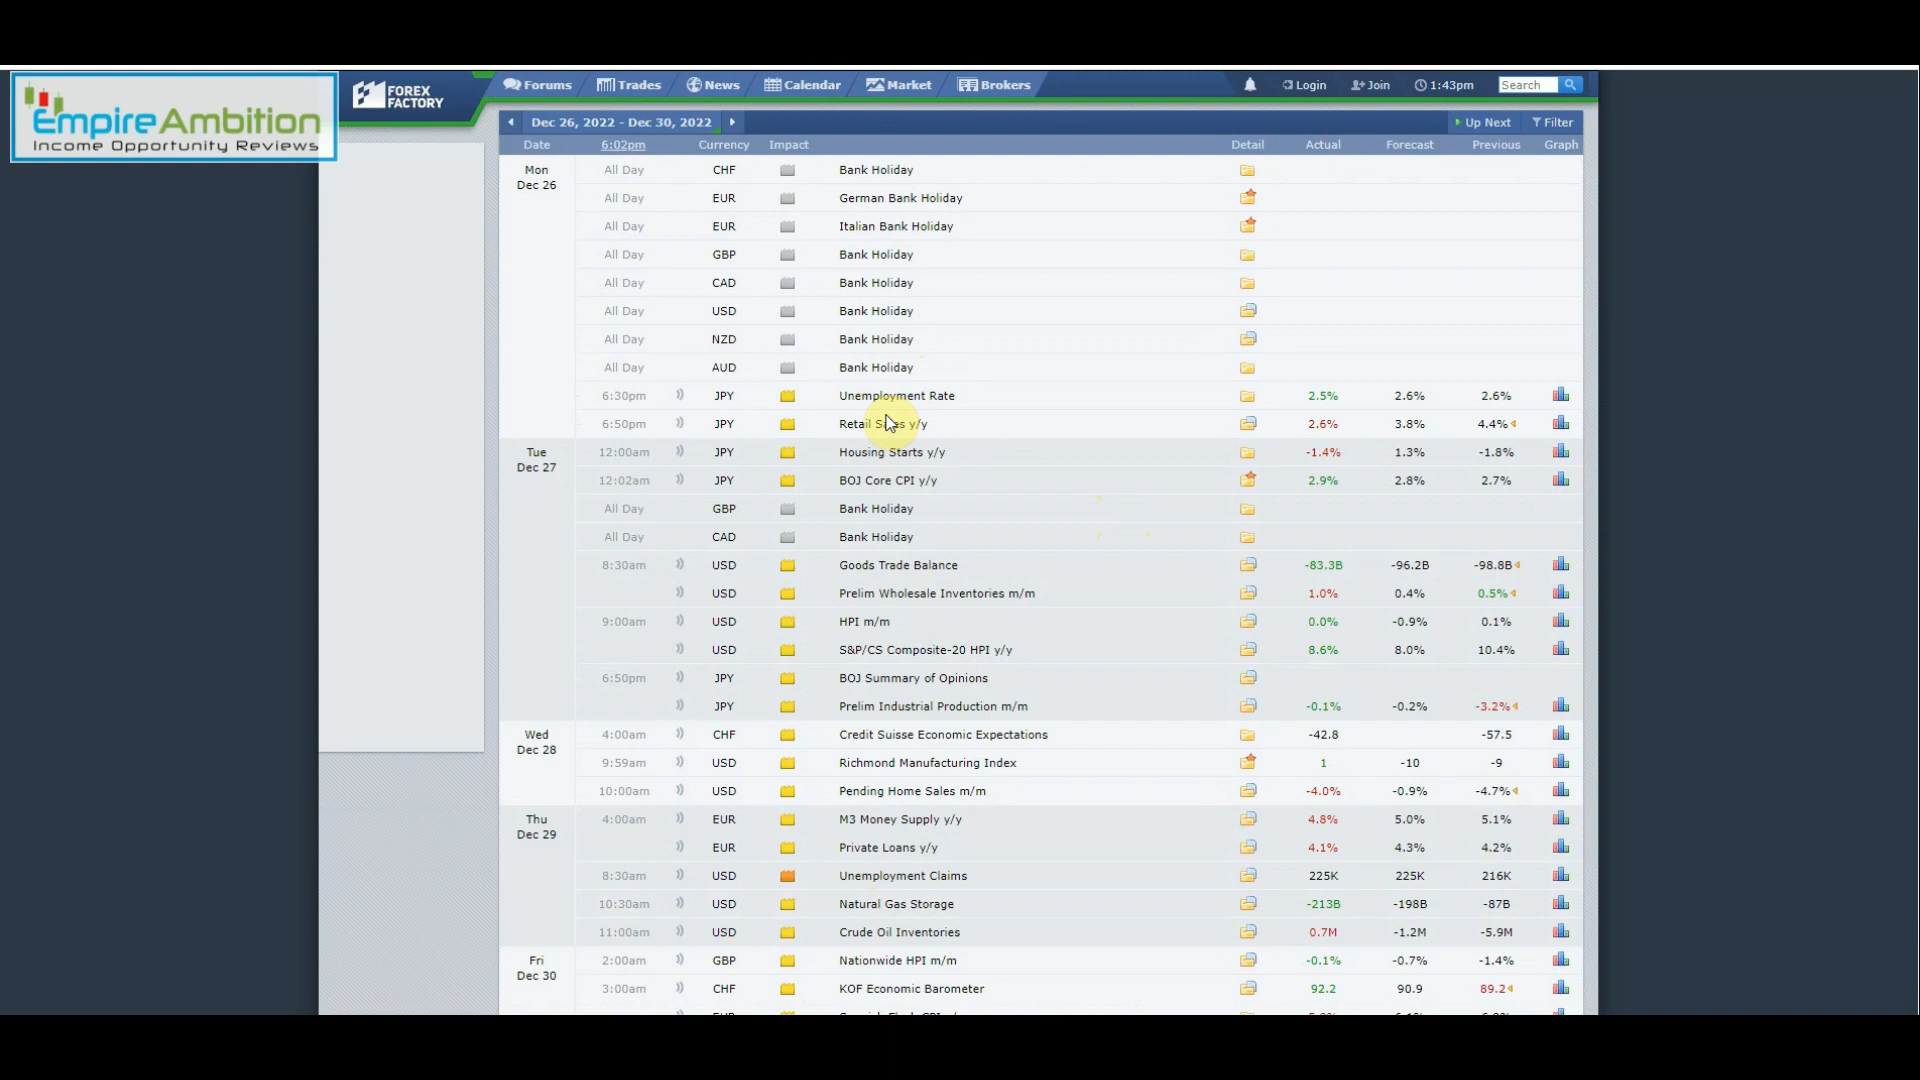 EmpireAmbition
Income Opportunity Reviews
FOREX
FACTORY
Forums Trades News Calendar Market Brokers Login Join 1:43pm Search
Dec 26, 2022 - Dec 30, 2022 Up Next Filter
Date 6:02pm Currency Impact Detail Actual Forecast Previous Graph
Mon
Dec 26
All Day CHF Bank Holiday
All Day EUR German Bank Holiday
All Day EUR Italian Bank Holiday
All Day GBP Bank Holiday
All Day CAD Bank Holiday
All Day USD Bank Holiday
All Day NZD Bank Holiday
All Day AUD Bank Holiday
6:30pm JPY Unemployment Rate 2.5% 2.6% 2.6%
6:50pm JPY Retail Sales y/y 2.6% 3.8% 4.4%
Tue
Dec 27
12:00am JPY Housing Starts y/y -1.4% 1.3% -1.8%
12:02am JPY BOJ Core CPI y/y 2.9% 2.8% 2.7%
All Day GBP Bank Holiday
All Day CAD Bank Holiday
8:30am USD Goods Trade Balance -83.3B -96.2B -98.8B
USD Prelim Wholesale Inventories m/m 1.0% 0.4% 0.5%
9:00am USD HPI m/m 0.0% -0.9% 0.1%
USD S&P/CS Composite-20 HPI y/y 8.6% 8.0% 10.4%
6:50pm JPY BOJ Summary of Opinions
JPY Prelim Industrial Production m/m -0.1% -0.2% -3.2%
Wed
Dec 28
4:00am CHF Credit Suisse Economic Expectations -42.8 -57.5
9:59am USD Richmond Manufacturing Index 1 -10 -9
10:00am USD Pending Home Sales m/m -4.0% -0.9% -4.7%
Thu
Dec 29
4:00am EUR M3 Money Supply y/y 4.8% 5.0% 5.1%
EUR Private Loans y/y 4.1% 4.3% 4.2%
8:30am USD Unemployment Claims 225K 225K 216K
10:30am USD Natural Gas Storage -213B -198B -87B
11:00am USD Crude Oil Inventories 0.7M -1.2M -5.9M
Fri
Dec 30
2:00am GBP Nationwide HPI m/m -0.1% -0.7% -1.4%
3:00am CHF KOF Economic Barometer 92.2 90.9 89.2